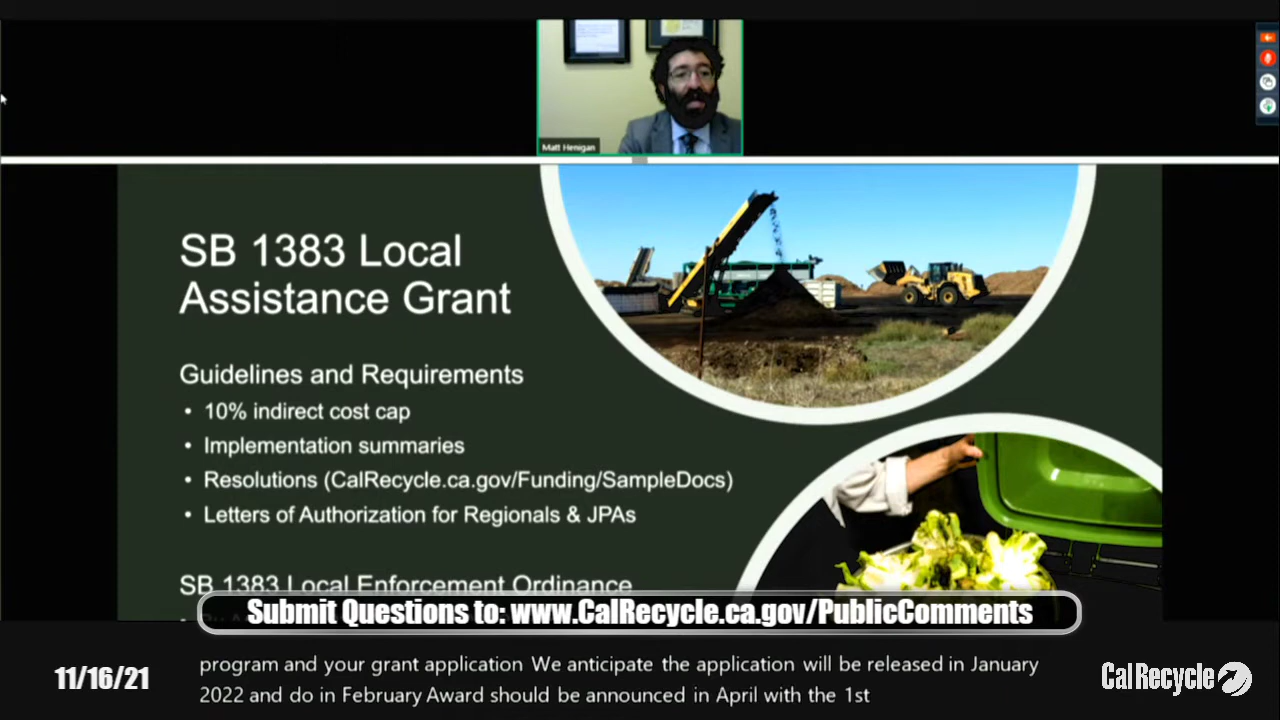 Matt Henigan
SB 1383 Local
Assistance Grant
Guidelines and Requirements
• 10% indirect cost cap
• Implementation summaries
• Resolutions (CalRecycle.ca.gov/Funding/SampleDocs)
• Letters of Authorization for Regionals & JPAs
SB 1383 Local Enforcement Ordinance
Submit Questions to: www.CalRecycle.ca.gov/PublicComments
11/16/21
program and your grant application We anticipate the application will be released in January
2022 and do in February Award should be announced in April with the 1st
CalRecycle